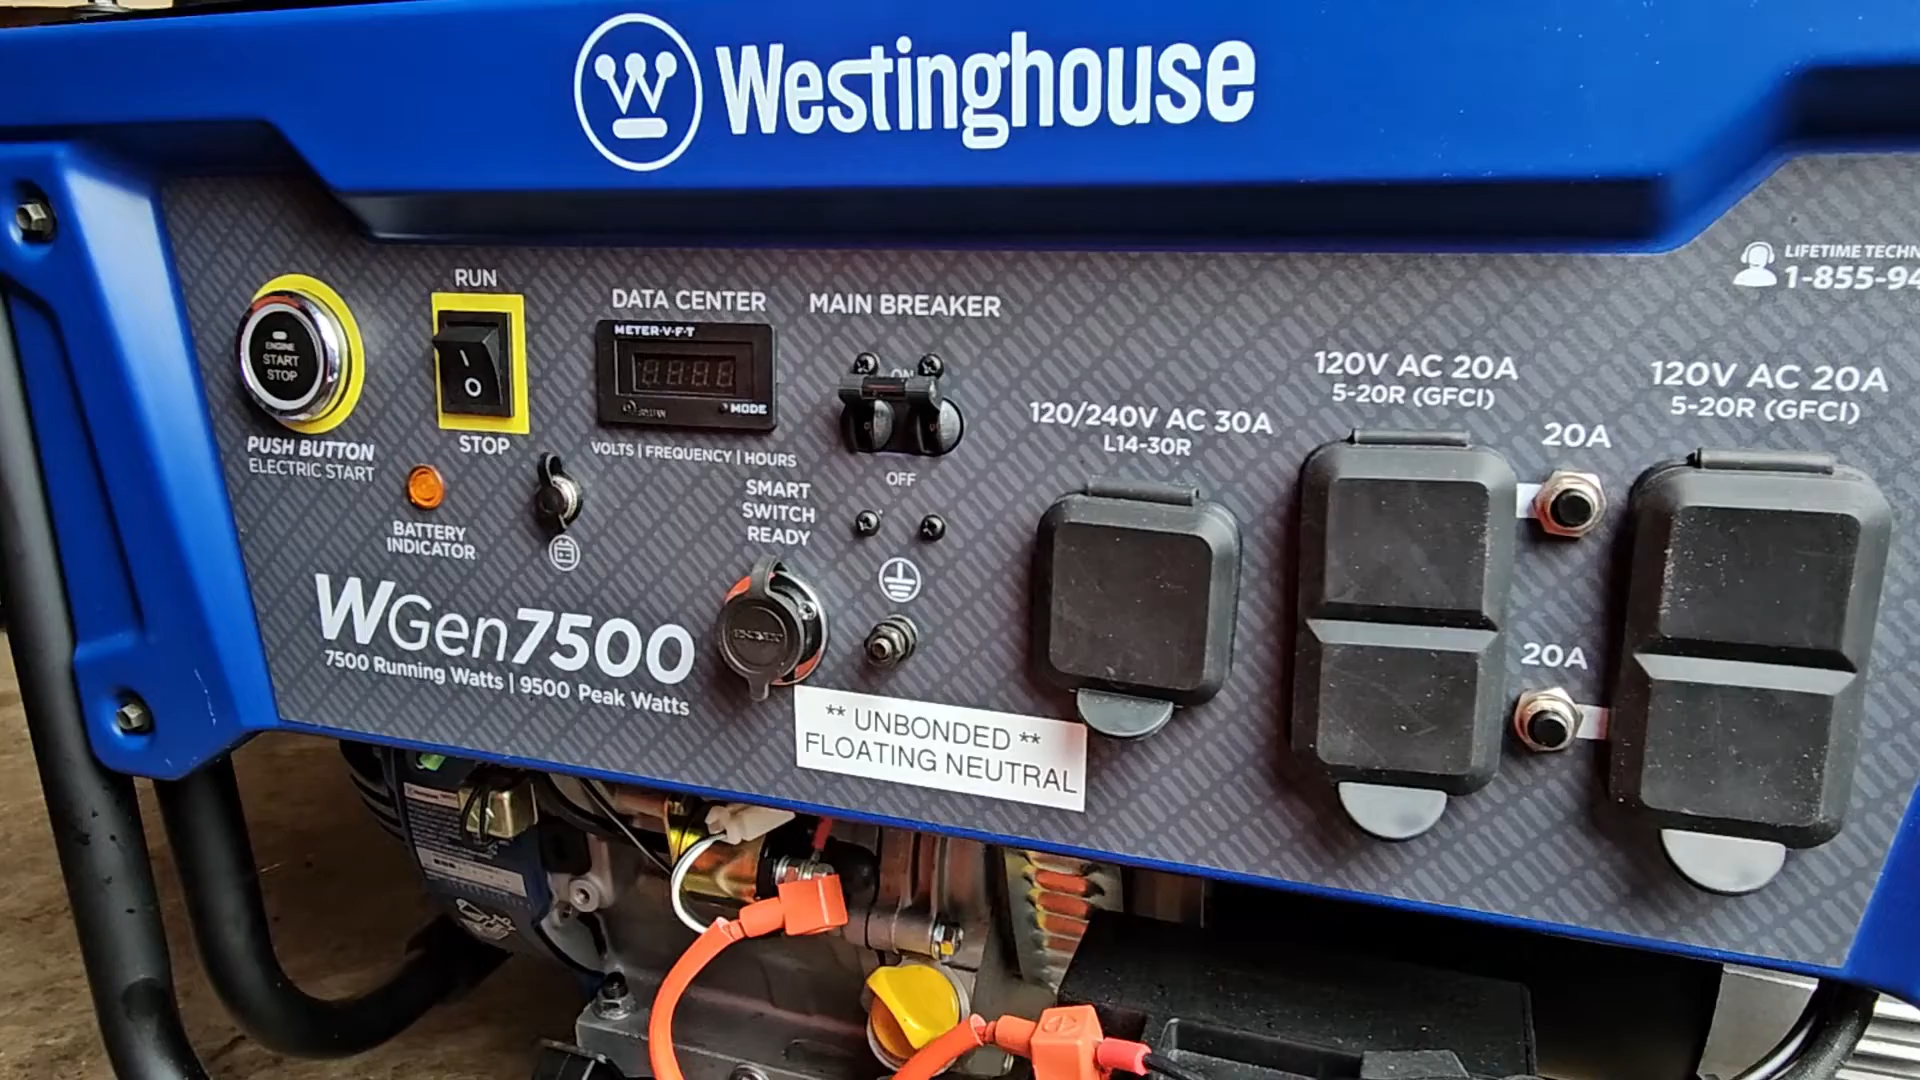 Westinghouse
LIFETIME TECHN
1-855-94
RUN
DATA CENTER
MAIN BREAKER
METER-V-F-T
ENGINE
START
STOP
ON
MODE
120V AC 20A
5-20R (GFCI)
120V AC 20A
5-20R (GFCI)
120/240V AC 30A
L14-30R
20A
PUSH BUTTON
ELECTRIC START
STOP
VOLTS | FREQUENCY | HOURS
OFF
SMART
SWITCH
READY
BATTERY
INDICATOR
WGen7500
7500 Running Watts | 9500 Peak Watts
20A
** UNBONDED **
FLOATING NEUTRAL